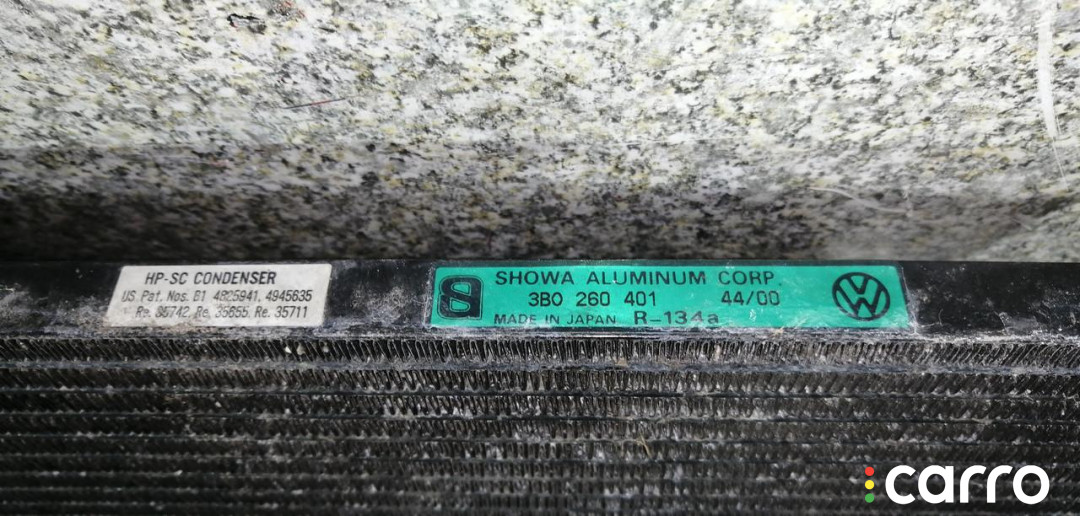 HP-SC CONDENSER
US. Pat. Nos. B1 4825941, 4945635
Re. 35742, Re. 35655, Re. 35711
SHOWA ALUMINUM CORP.
3B0 260 401 44/00
MADE IN JAPAN R-134a
carro